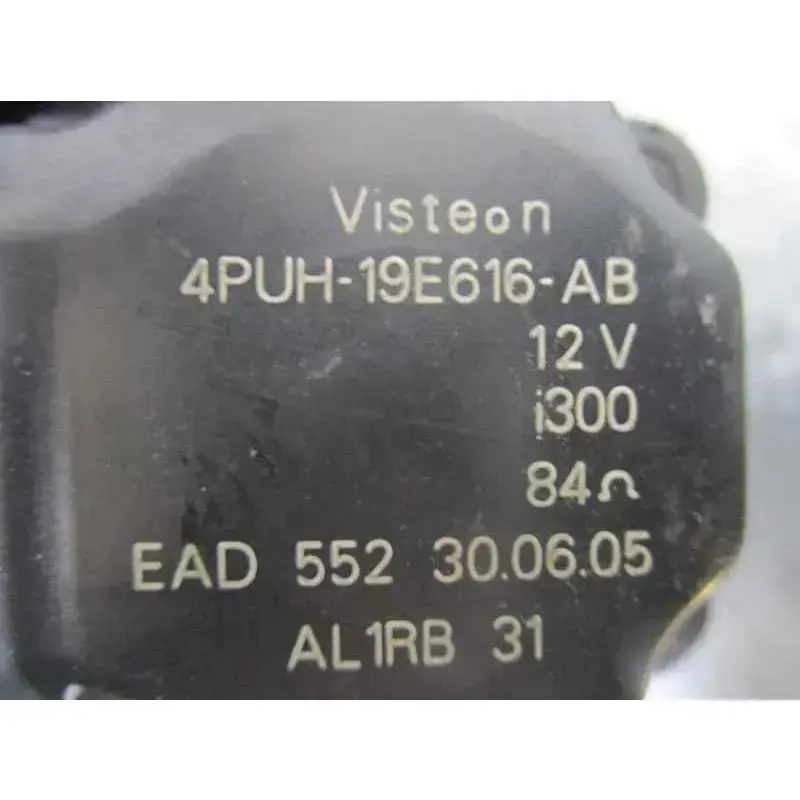 Visteon
4PUH-19E616-AB
12 V
i300
84Ω
EAD 552 30.06.05
AL1RB 31